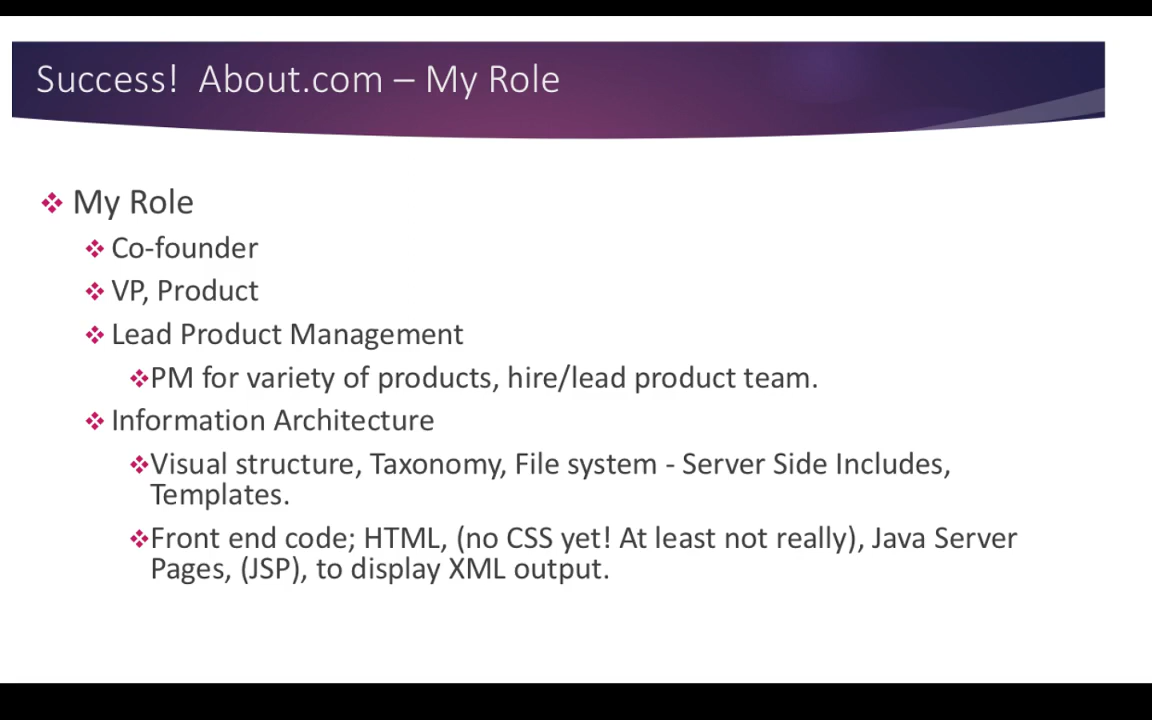 Success!  About.com – My Role
My Role
Co-founder
VP, Product
Lead Product Management
PM for variety of products, hire/lead product team.
Information Architecture
Visual structure, Taxonomy, File system - Server Side Includes,
Templates.
Front end code; HTML, (no CSS yet! At least not really), Java Server
Pages, (JSP), to display XML output.